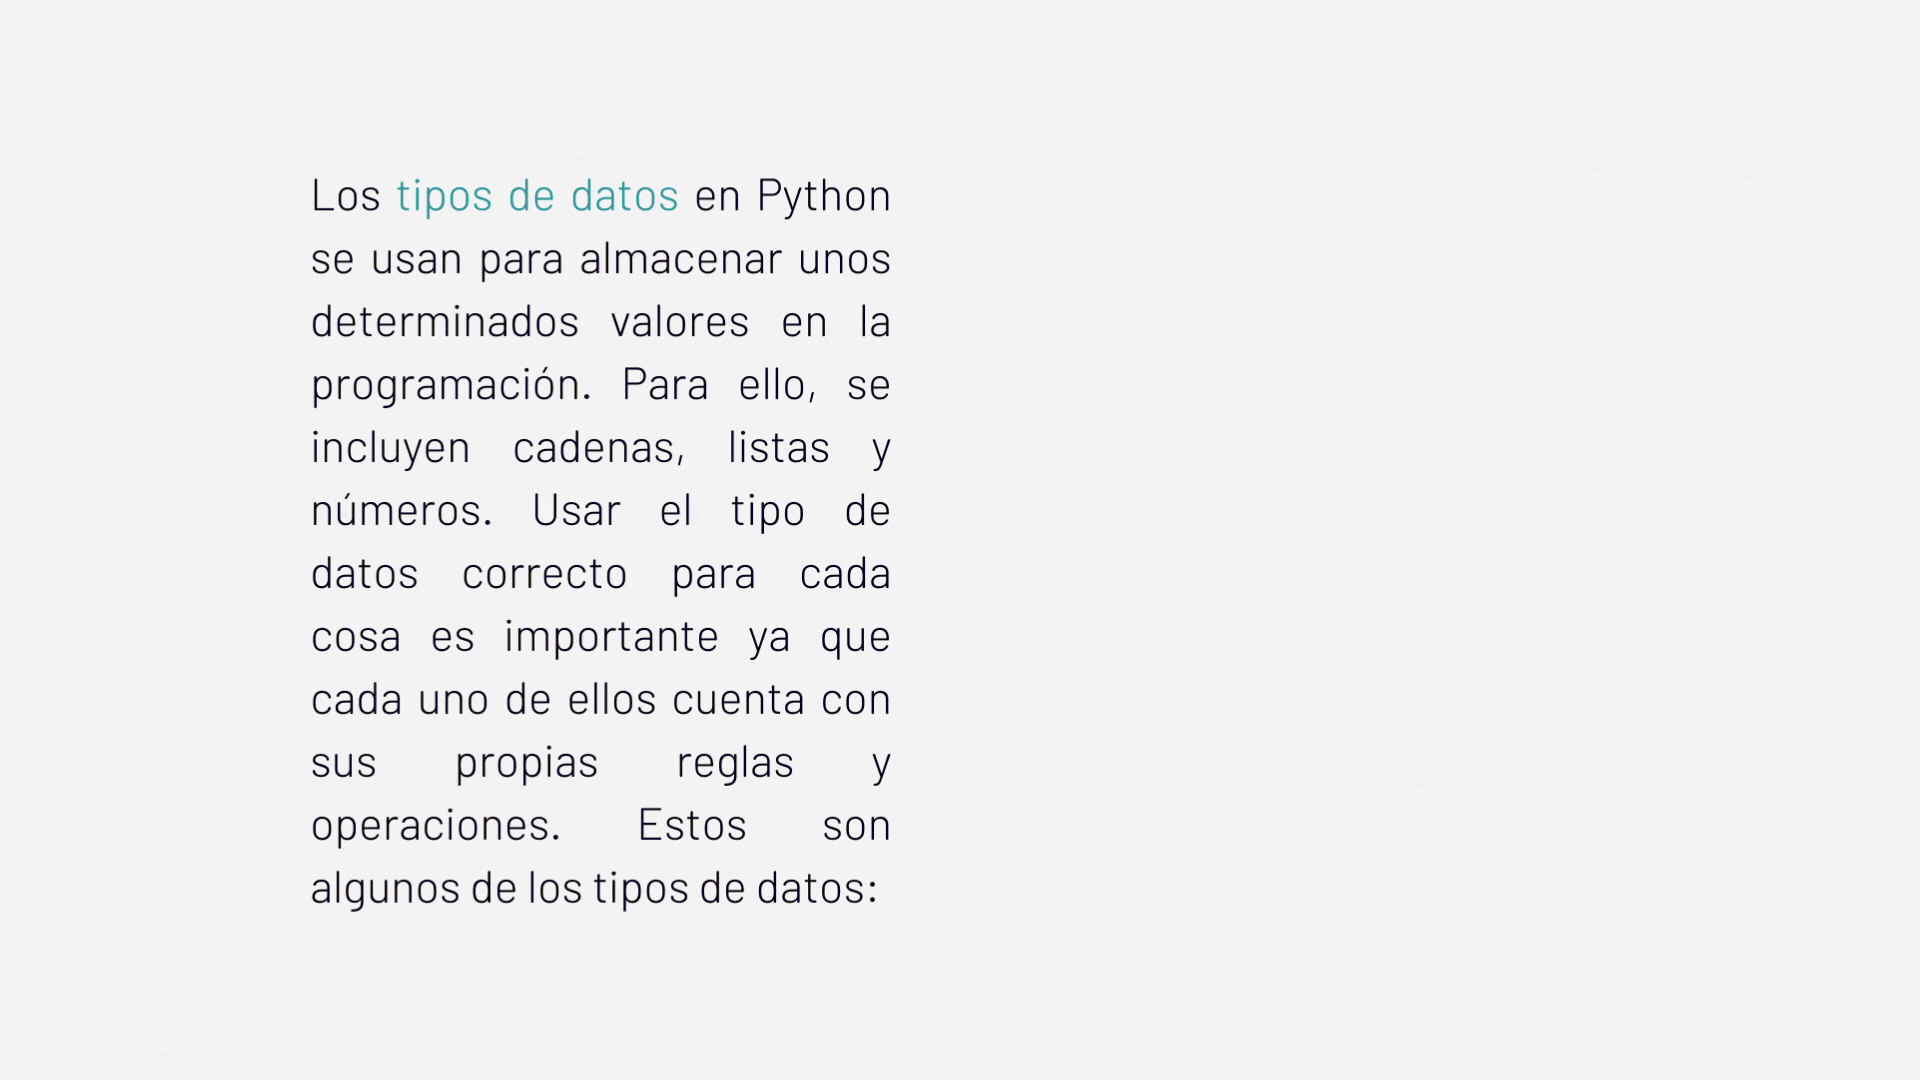 Los tipos de datos en Python
se usan para almacenar unos
determinados valores en la
programación. Para ello, se
incluyen cadenas, listas y
números. Usar el tipo de
datos correcto para cada
cosa es importante ya que
cada uno de ellos cuenta con
sus propias reglas y
operaciones. Estos son
algunos de los tipos de datos: